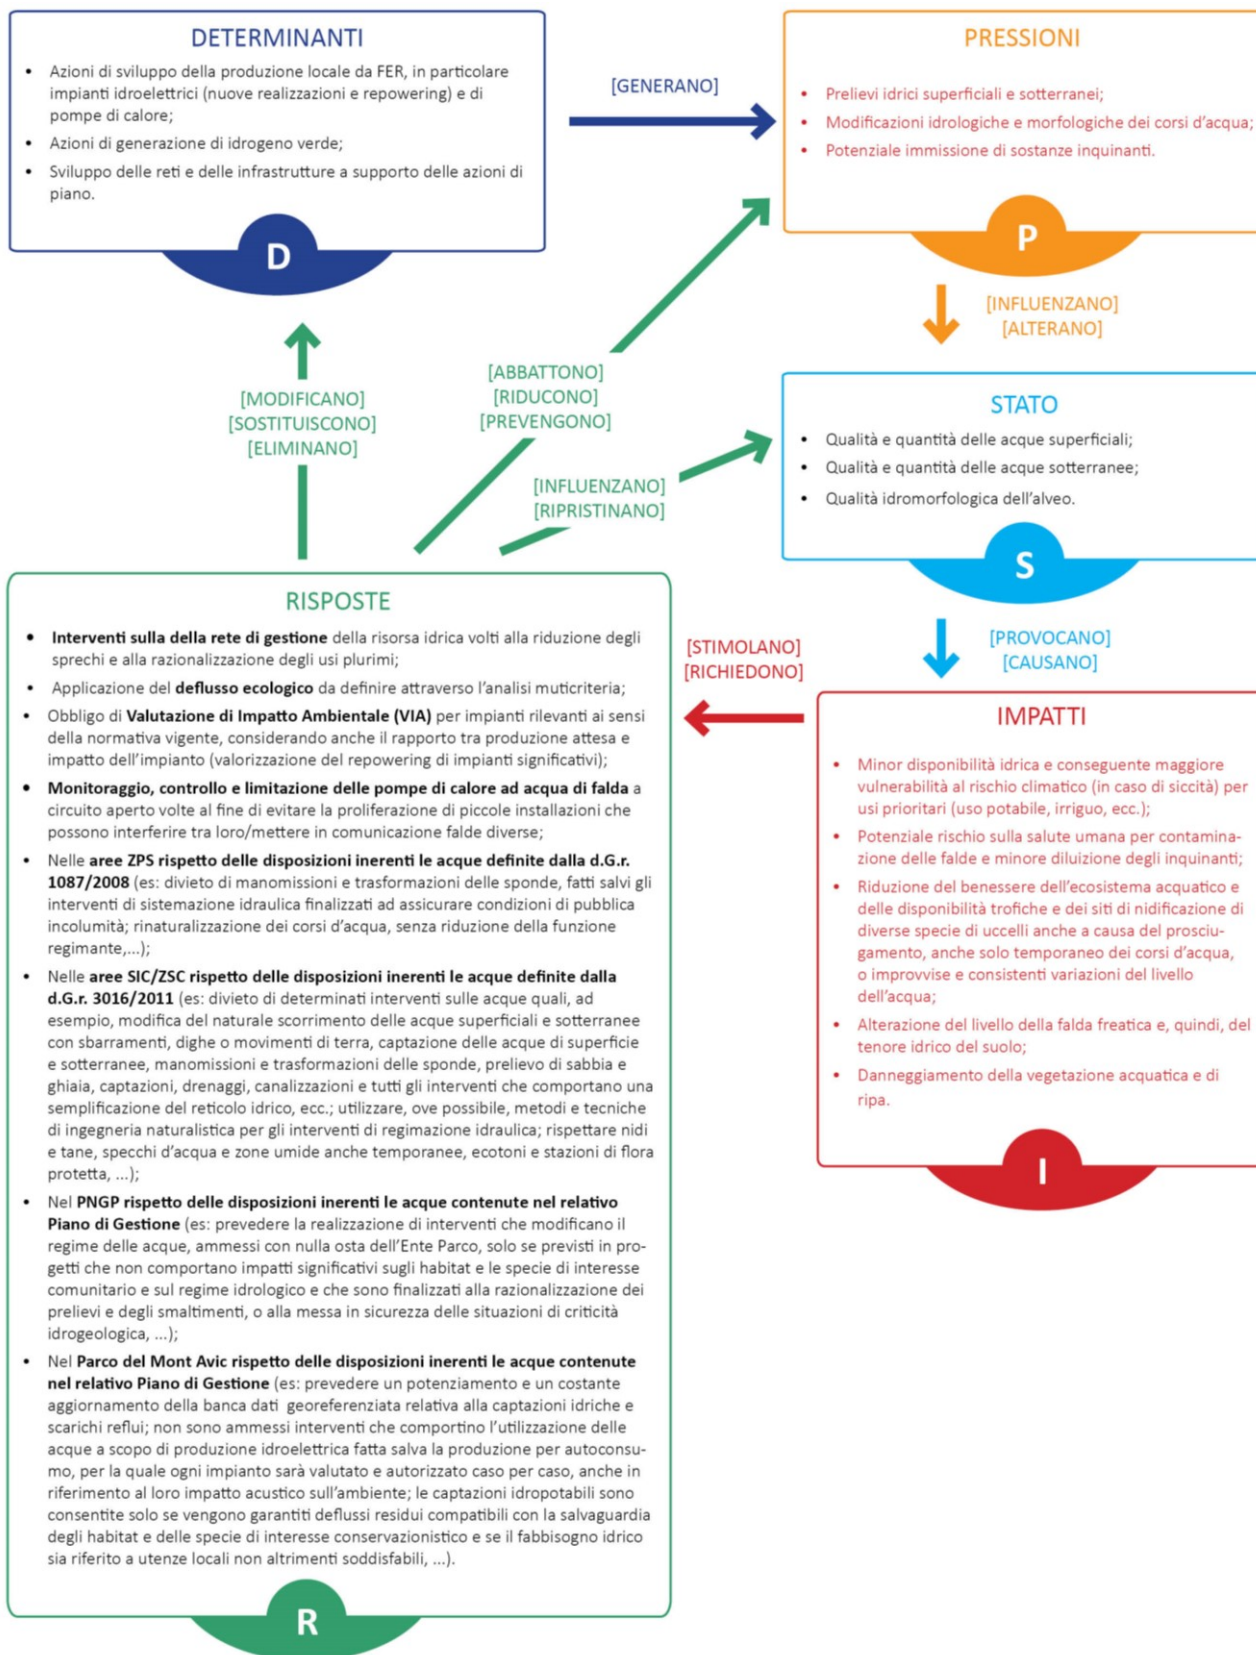 DETERMINANTI
• Azioni di sviluppo della produzione locale da FER, in particolare
impianti idroelettrici (nuove realizzazioni e repowering) e di
pompe di calore;
• Azioni di generazione di idrogeno verde;
• Sviluppo delle reti e delle infrastrutture a supporto delle azioni di
piano.
D
[GENERANO]
PRESSIONI
• Prelievi idrici superficiali e sotterranei;
• Modificazioni idrologiche e morfologiche dei corsi d'acqua;
• Potenziale immissione di sostanze inquinanti.
P
[INFLUENZANO]
[ALTERANO]
[MODIFICANO]
[SOSTITUISCONO]
[ELIMINANO]
[ABBATTONO]
[RIDUCONO]
[PREVENGONO]
[INFLUENZANO]
[RIPRISTINANO]
STATO
• Qualità e quantità delle acque superficiali;
• Qualità e quantità delle acque sotterranee;
• Qualità idromorfologica dell'alveo.
S
[PROVOCANO]
[CAUSANO]
[STIMOLANO]
[RICHIEDONO]
IMPATTI
• Minor disponibilità idrica e conseguente maggiore
vulnerabilità al rischio climatico (in caso di siccità) per
usi prioritari (uso potabile, irriguo, ecc.);
• Potenziale rischio sulla salute umana per contamina-
zione delle falde e minore diluizione degli inquinanti;
• Riduzione del benessere dell'ecosistema acquatico e
delle disponibilità trofiche e dei siti di nidificazione di
diverse specie di uccelli anche a causa del prosciu-
gamento, anche solo temporaneo dei corsi d'acqua,
o improvvise e consistenti variazioni del livello
dell'acqua;
• Alterazione del livello della falda freatica e, quindi, del
tenore idrico del suolo;
• Danneggiamento della vegetazione acquatica e di
ripa.
I
RISPOSTE
• Interventi sulla della rete di gestione della risorsa idrica volti alla riduzione degli
sprechi e alla razionalizzazione degli usi plurimi;
• Applicazione del deflusso ecologico da definire attraverso l'analisi muticriteria;
• Obbligo di Valutazione di Impatto Ambientale (VIA) per impianti rilevanti ai sensi
della normativa vigente, considerando anche il rapporto tra produzione attesa e
impatto dell'impianto (valorizzazione del repowering di impianti significativi);
• Monitoraggio, controllo e limitazione delle pompe di calore ad acqua di falda a
circuito aperto volte al fine di evitare la proliferazione di piccole installazioni che
possono interferire tra loro/mettere in comunicazione falde diverse;
• Nelle aree ZPS rispetto delle disposizioni inerenti le acque definite dalla d.G.r.
1087/2008 (es: divieto di manomissioni e trasformazioni delle sponde, fatti salvi gli
interventi di sistemazione idraulica finalizzati ad assicurare condizioni di pubblica
incolumità; rinaturalizzazione dei corsi d'acqua, senza riduzione della funzione
regimante,...);
• Nelle aree SIC/ZSC rispetto delle disposizioni inerenti le acque definite dalla
d.G.r. 3016/2011 (es: divieto di determinati interventi sulle acque quali, ad
esempio, modifica del naturale scorrimento delle acque superficiali e sotterranee
con sbarramenti, dighe o movimenti di terra, captazione delle acque di superficie
e sotterranee, manomissioni e trasformazioni delle sponde, prelievo di sabbia e
ghiaia, captazioni, drenaggi, canalizzazioni e tutti gli interventi che comportano una
semplificazione del reticolo idrico, ecc.; utilizzare, ove possibile, metodi e tecniche
di ingegneria naturalistica per gli interventi di regimazione idraulica; rispettare nidi
e tane, specchi d'acqua e zone umide anche temporanee, ecotoni e stazioni di flora
protetta, ...);
• Nel PNGP rispetto delle disposizioni inerenti le acque contenute nel relativo
Piano di Gestione (es: prevedere la realizzazione di interventi che modificano il
regime delle acque, ammessi con nulla osta dell'Ente Parco, solo se previsti in pro-
getti che non comportano impatti significativi sugli habitat e le specie di interesse
comunitario e sul regime idrologico e che sono finalizzati alla razionalizzazione dei
prelievi e degli smaltimenti, o alla messa in sicurezza delle situazioni di criticità
idrogeologica, ...);
• Nel Parco del Mont Avic rispetto delle disposizioni inerenti le acque contenute
nel relativo Piano di Gestione (es: prevedere un potenziamento e un costante
aggiornamento della banca dati georeferenziata relativa alla captazioni idriche e
scarichi reflui; non sono ammessi interventi che comportino l'utilizzazione delle
acque a scopo di produzione idroelettrica fatta salva la produzione per autoconsu-
mo, per la quale ogni impianto sarà valutato e autorizzato caso per caso, anche in
riferimento al loro impatto acustico sull'ambiente; le captazioni idropotabili sono
consentite solo se vengono garantiti deflussi residui compatibili con la salvaguardia
degli habitat e delle specie di interesse conservazionistico e se il fabbisogno idrico
sia riferito a utenze locali non altrimenti soddisfabili, ...).
R